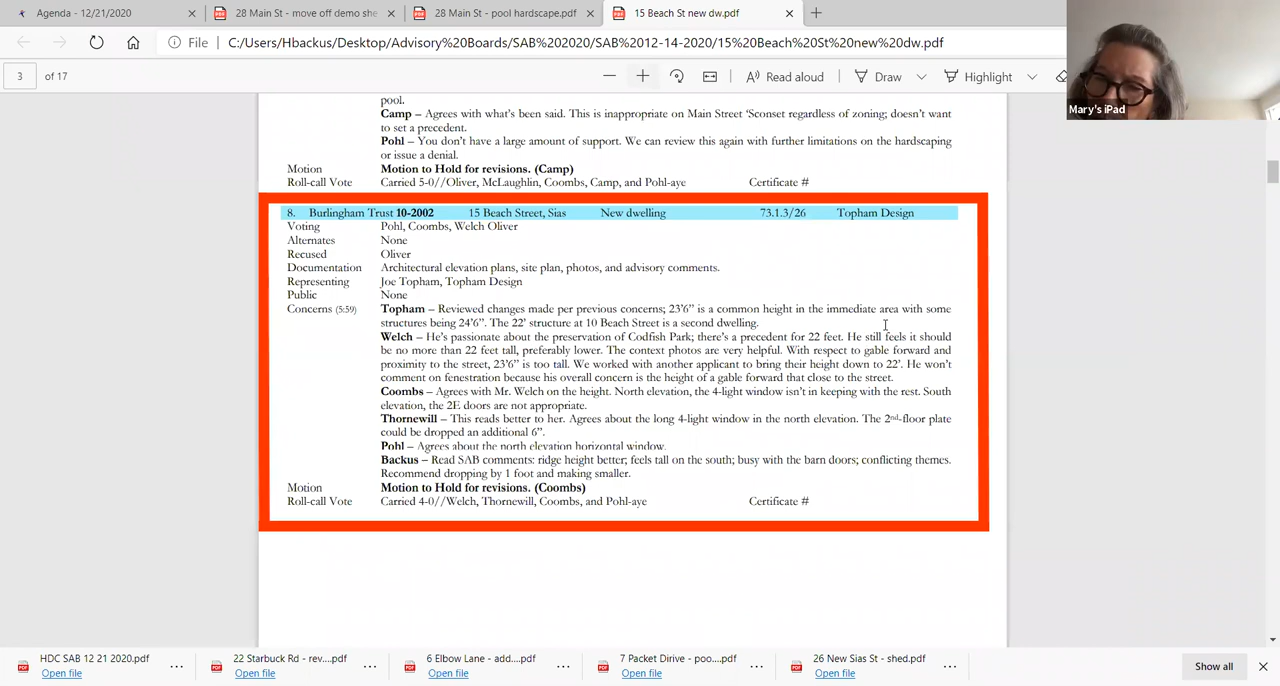 Agenda - 12/21/2020
28 Main St - move off demo she
28 Main St - pool hardscape.pdf
15 Beach St new dw.pdf
File
C:/Users/Hbackus/Desktop/Advisory%20Boards/SAB%202020/SAB%2012-14-2020/15%20Beach%20St%20new%20dw.pdf
3 of 17
Read aloud
Draw
Highlight
Mary's iPad
pool.
Camp – Agrees with what's been said. This is inappropriate on Main Street 'Sconset regardless of zoning; doesn't want
to set a precedent.
Pohl – You don't have a large amount of support. We can review this again with further limitations on the hardscaping
or issue a denial.
Motion Motion to Hold for revisions. (Camp)
Roll-call Vote Carried 5-0//Oliver, McLaughlin, Coombs, Camp, and Pohl-aye Certificate #
8. Burlingham Trust 10-2002 15 Beach Street, Sias New dwelling 73.1.3/26 Topham Design
Voting Pohl, Coombs, Welch Oliver
Alternates None
Recused Oliver
Documentation Architectural elevation plans, site plan, photos, and advisory comments.
Representing Joe Topham, Topham Design
Public None
Concerns (5:59) Topham – Reviewed changes made per previous concerns; 23'6" is a common height in the immediate area with some
structures being 24'6". The 22' structure at 10 Beach Street is a second dwelling.
Welch – He's passionate about the preservation of Codfish Park; there's a precedent for 22 feet. He still feels it should
be no more than 22 feet tall, preferably lower. The context photos are very helpful. With respect to gable forward and
proximity to the street, 23'6" is too tall. We worked with another applicant to bring their height down to 22'. He won't
comment on fenestration because his overall concern is the height of a gable forward that close to the street.
Coombs – Agrees with Mr. Welch on the height. North elevation, the 4-light window isn't in keeping with the rest. South
elevation, the 2E doors are not appropriate.
Thornewill – This reads better to her. Agrees about the long 4-light window in the north elevation. The 2nd-floor plate
could be dropped an additional 6".
Pohl – Agrees about the north elevation horizontal window.
Backus – Read SAB comments: ridge height better; feels tall on the south; busy with the barn doors; conflicting themes.
Recommend dropping by 1 foot and making smaller.
Motion Motion to Hold for revisions. (Coombs)
Roll-call Vote Carried 4-0//Welch, Thornewill, Coombs, and Pohl-aye Certificate #
HDC SAB 12 21 2020.pdf
Open file
22 Starbuck Rd - rev....pdf
Open file
6 Elbow Lane - add....pdf
Open file
7 Packet Drive - poo....pdf
Open file
26 New Sias St - shed.pdf
Open file
Show all